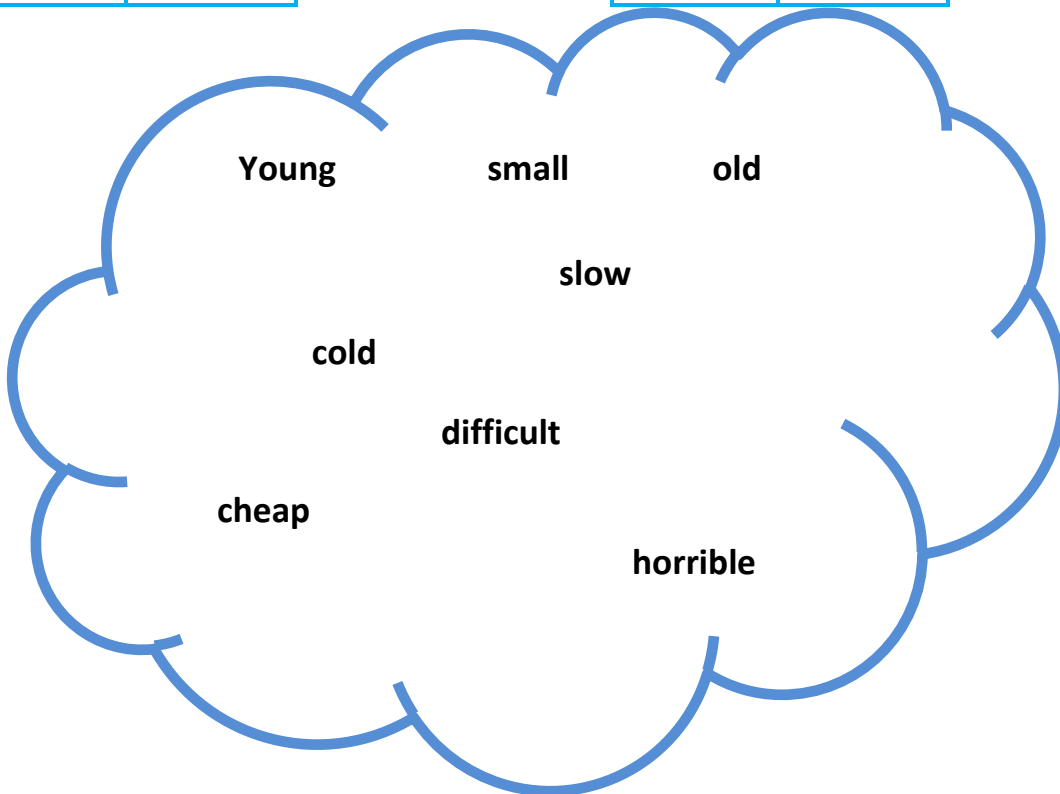 Young small old
slow
cold
difficult
cheap
horrible